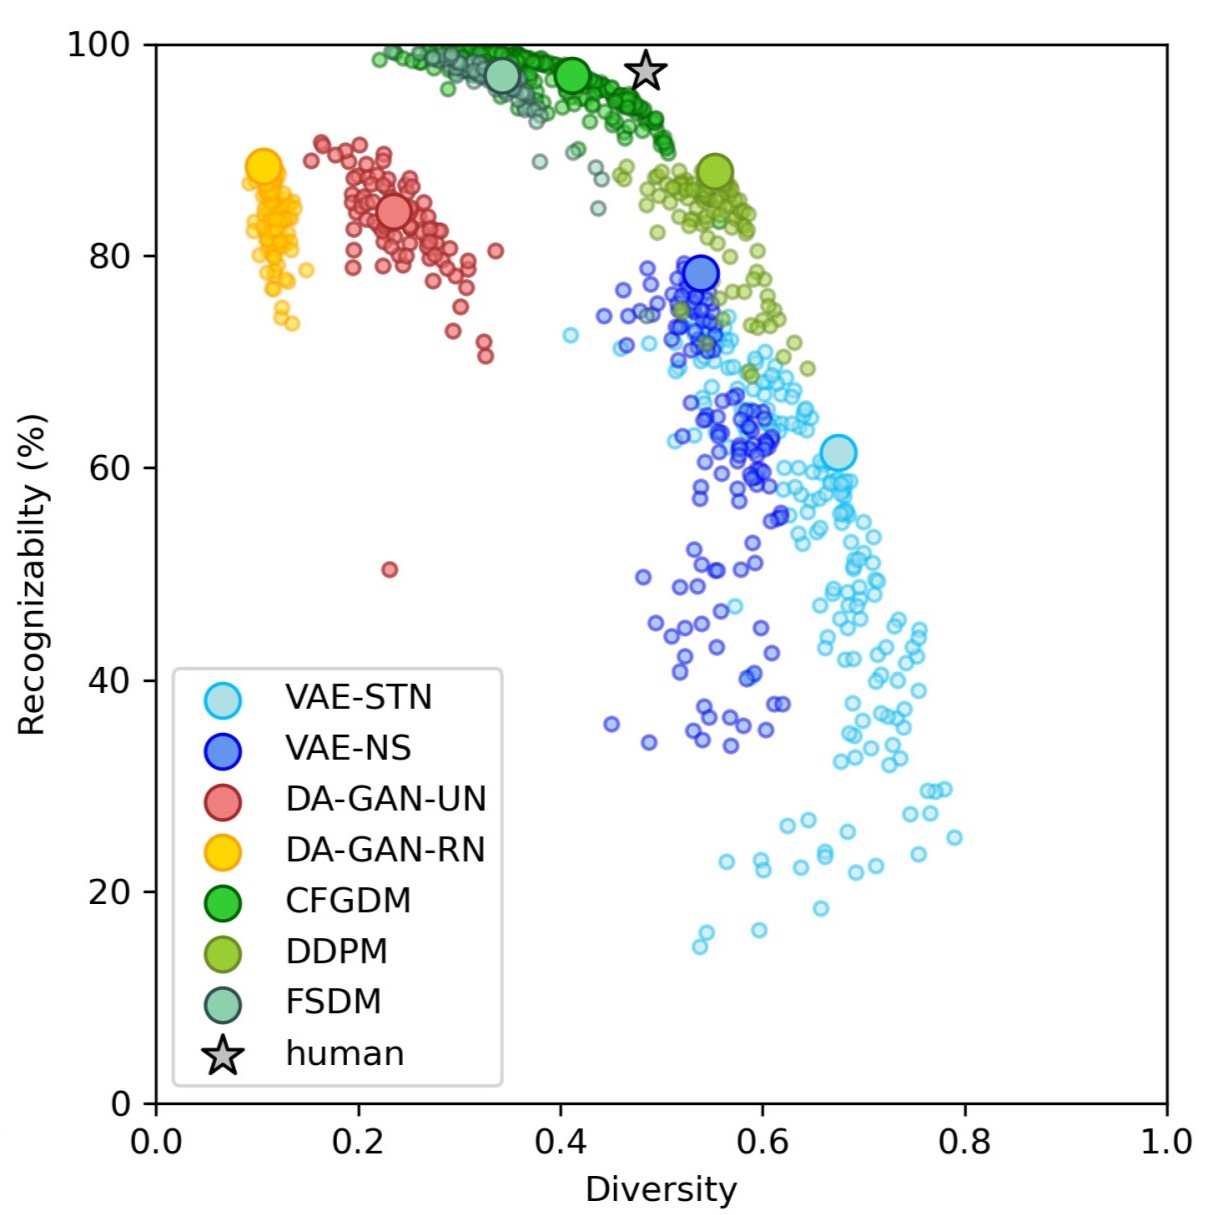 100
80
60
40
20
0
Recognizabilty (%)
VAE-STN
VAE-NS
DA-GAN-UN
DA-GAN-RN
CFGDM
DDPM
FSDM
human
0.0 0.2 0.4 0.6 0.8 1.0
Diversity